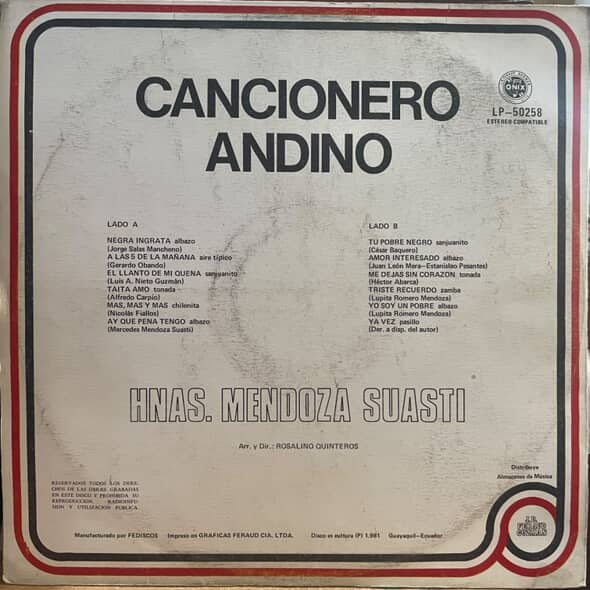 CANCIONERO
ANDINO
ONIX
LP-50258
ESTEREO COMPATIBLE
LADO A
NEGRA INGRATA albazo
(Jorge Salas Mancheno)
A LAS 5 DE LA MAÑANA aire típico
(Gerardo Obando)
EL LLANTO DE MI QUENA sanjuanito
(Luis A. Nieto Guzmán)
TAITA AMO tonada
(Alfredo Carpio)
MAS, MAS Y MAS chilenita
(Nicolás Fiallos)
AY QUE PENA TENGO albazo
(Mercedes Mendoza Suasti)
LADO B
TU POBRE NEGRO sanjuanito
(César Baquero)
AMOR INTERESADO albazo
(Juan León Mera-Estanislao Pesantes)
ME DEJAS SIN CORAZON tonada
(Héctor Abarca)
TRISTE RECUERDO zamba
(Lupita Romero Mendoza)
YO SOY UN POBRE albazo
(Lupita Romero Mendoza)
YA VEZ pasillo
(Der. a disp. del autor)
HNAS. MENDOZA SUASTI
Arr. y Dir.: ROSALINO QUINTEROS
RESERVADOS TODOS LOS DERE-
CHOS DE LAS OBRAS GRABADAS
EN ESTE DISCO Y PROHIBIDA SU
REPRODUCCION, RADIODIFU-
SION Y UTILIZACION PUBLICA.
Distribuye
Almacenes de Música
J.D.
FERAUD
GUZMAN
Manufacturado por FEDISCOS Impreso en GRAFICAS FERAUD CIA. LTDA. Disco es cultura (P) 1.981 Guayaquil-Ecuador